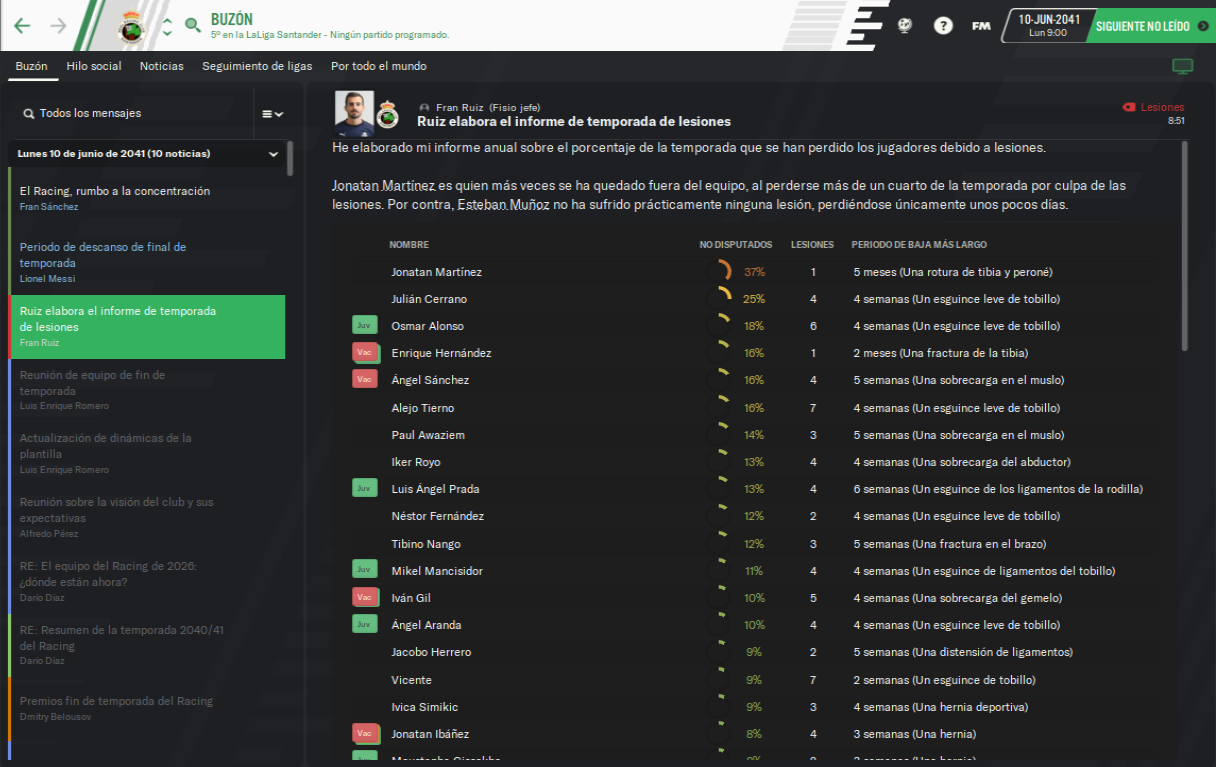 BUZÓN
5º en la LaLiga Santander - Ningún partido programado.
?
FM
10-JUN-2041
Lun 9:00
SIGUIENTE NO LEÍDO
Buzón Hilo social Noticias Seguimiento de ligas Por todo el mundo
Todos los mensajes
Lunes 10 de junio de 2041 (10 noticias)
El Racing, rumbo a la concentración
Fran Sánchez
Periodo de descanso de final de
temporada
Lionel Messi
Ruiz elabora el informe de temporada
de lesiones
Fran Ruiz
Reunión de equipo de fin de
temporada
Luis Enrique Romero
Actualización de dinámicas de la
plantilla
Luis Enrique Romero
Reunión sobre la visión del club y sus
expectativas
Alfredo Pérez
RE: El equipo del Racing de 2026:
¿dónde están ahora?
Darío Díaz
RE: Resumen de la temporada 2040/41
del Racing
Darío Díaz
Premios fin de temporada del Racing
Dmitry Belousov
Fran Ruiz (Fisio jefe)
Ruiz elabora el informe de temporada de lesiones
Lesiones
8:51
He elaborado mi informe anual sobre el porcentaje de la temporada que se han perdido los jugadores debido a lesiones.
Jonatan Martínez es quien más veces se ha quedado fuera del equipo, al perderse más de un cuarto de la temporada por culpa de las
lesiones. Por contra, Esteban Muñoz no ha sufrido prácticamente ninguna lesión, perdiéndose únicamente unos pocos días.
NOMBRE NO DISPUTADOS LESIONES PERIODO DE BAJA MÁS LARGO
Jonatan Martínez 37% 1 5 meses (Una rotura de tibia y peroné)
Julián Cerrano 25% 4 4 semanas (Un esguince leve de tobillo)
Juv Osmar Alonso 18% 6 4 semanas (Un esguince leve de tobillo)
Vac Enrique Hernández 16% 1 2 meses (Una fractura de la tibia)
Vac Ángel Sánchez 16% 4 5 semanas (Una sobrecarga en el muslo)
Alejo Tierno 16% 7 4 semanas (Un esguince leve de tobillo)
Paul Awaziem 14% 3 5 semanas (Una sobrecarga en el muslo)
Iker Royo 13% 4 4 semanas (Una sobrecarga del abductor)
Juv Luis Ángel Prada 13% 4 6 semanas (Un esguince de los ligamentos de la rodilla)
Néstor Fernández 12% 2 4 semanas (Un esguince leve de tobillo)
Tibino Nango 12% 3 5 semanas (Una fractura en el brazo)
Juv Mikel Mancisidor 11% 4 4 semanas (Un esguince de ligamentos del tobillo)
Vac Iván Gil 10% 5 4 semanas (Una sobrecarga del gemelo)
Juv Ángel Aranda 10% 4 4 semanas (Un esguince leve de tobillo)
Jacobo Herrero 9% 2 5 semanas (Una distensión de ligamentos)
Vicente 9% 7 2 semanas (Un esguince de tobillo)
Ivica Simikic 9% 3 4 semanas (Una hernia deportiva)
Vac Jonatan Ibáñez 8% 4 3 semanas (Una hernia)